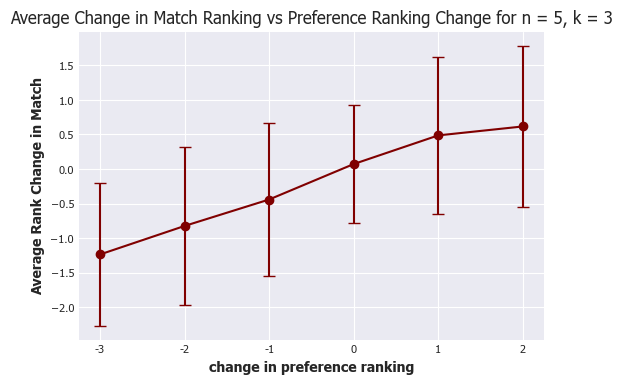 Average Change in Match Ranking vs Preference Ranking Change for n = 5, k = 3
Average Rank Change in Match
1.5
1.0
0.5
0.0
−0.5
−1.0
−1.5
−2.0
-3 -2 -1 0 1 2
change in preference ranking